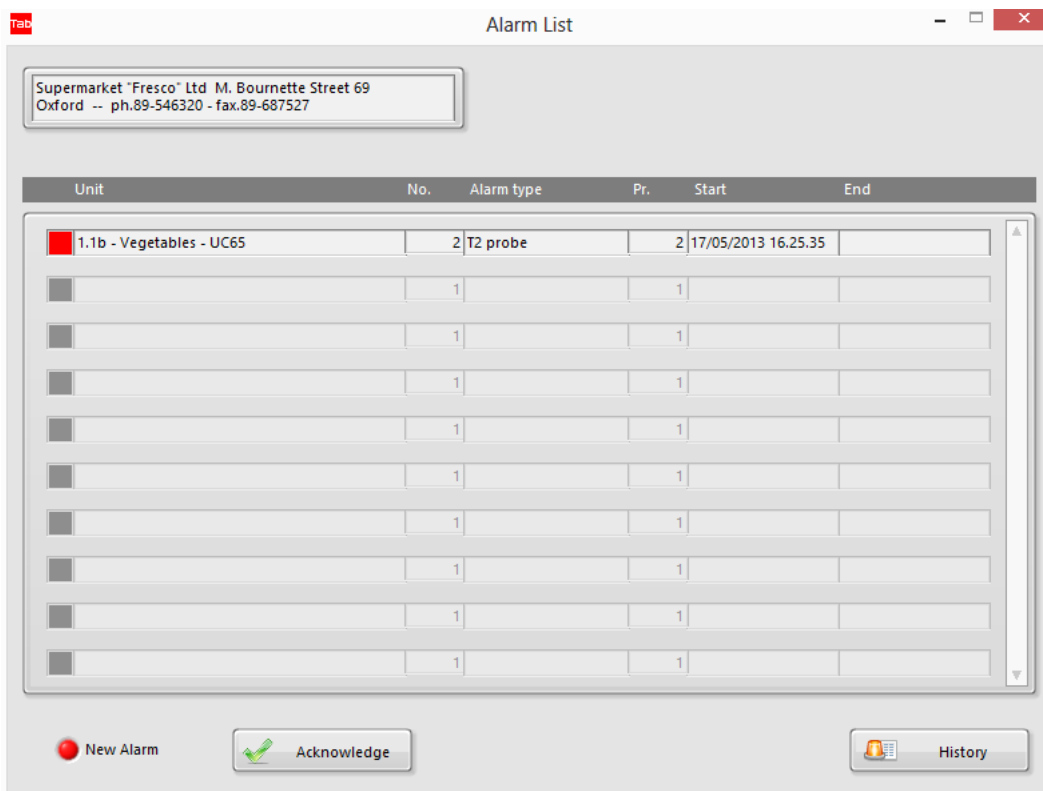 Tab
Alarm List
Supermarket "Fresco" Ltd  M. Bournette Street 69
Oxford  --  ph.89-546320 - fax.89-687527
Unit No. Alarm type Pr. Start End
1.1b - Vegetables - UC65 2 T2 probe 2 17/05/2013 16.25.35
1 1
1 1
1 1
1 1
1 1
1 1
1 1
1 1
1 1
New Alarm Acknowledge History